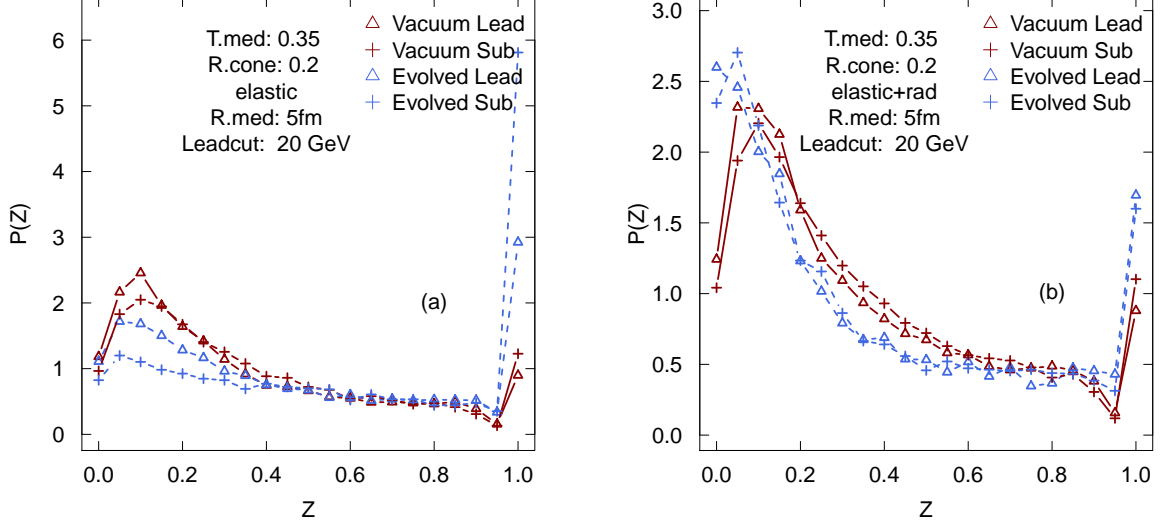 T.med: 0.35
R.cone: 0.2
elastic
R.med: 5fm
Leadcut: 20 GeV
Vacuum Lead
Vacuum Sub
Evolved Lead
Evolved Sub
(a)
P(Z)
6
5
4
3
2
1
0
0.0 0.2 0.4 0.6 0.8 1.0
Z
T.med: 0.35
R.cone: 0.2
elastic+rad
R.med: 5fm
Leadcut: 20 GeV
Vacuum Lead
Vacuum Sub
Evolved Lead
Evolved Sub
(b)
P(Z)
3.0
2.5
2.0
1.5
1.0
0.5
0.0
0.0 0.2 0.4 0.6 0.8 1.0
Z